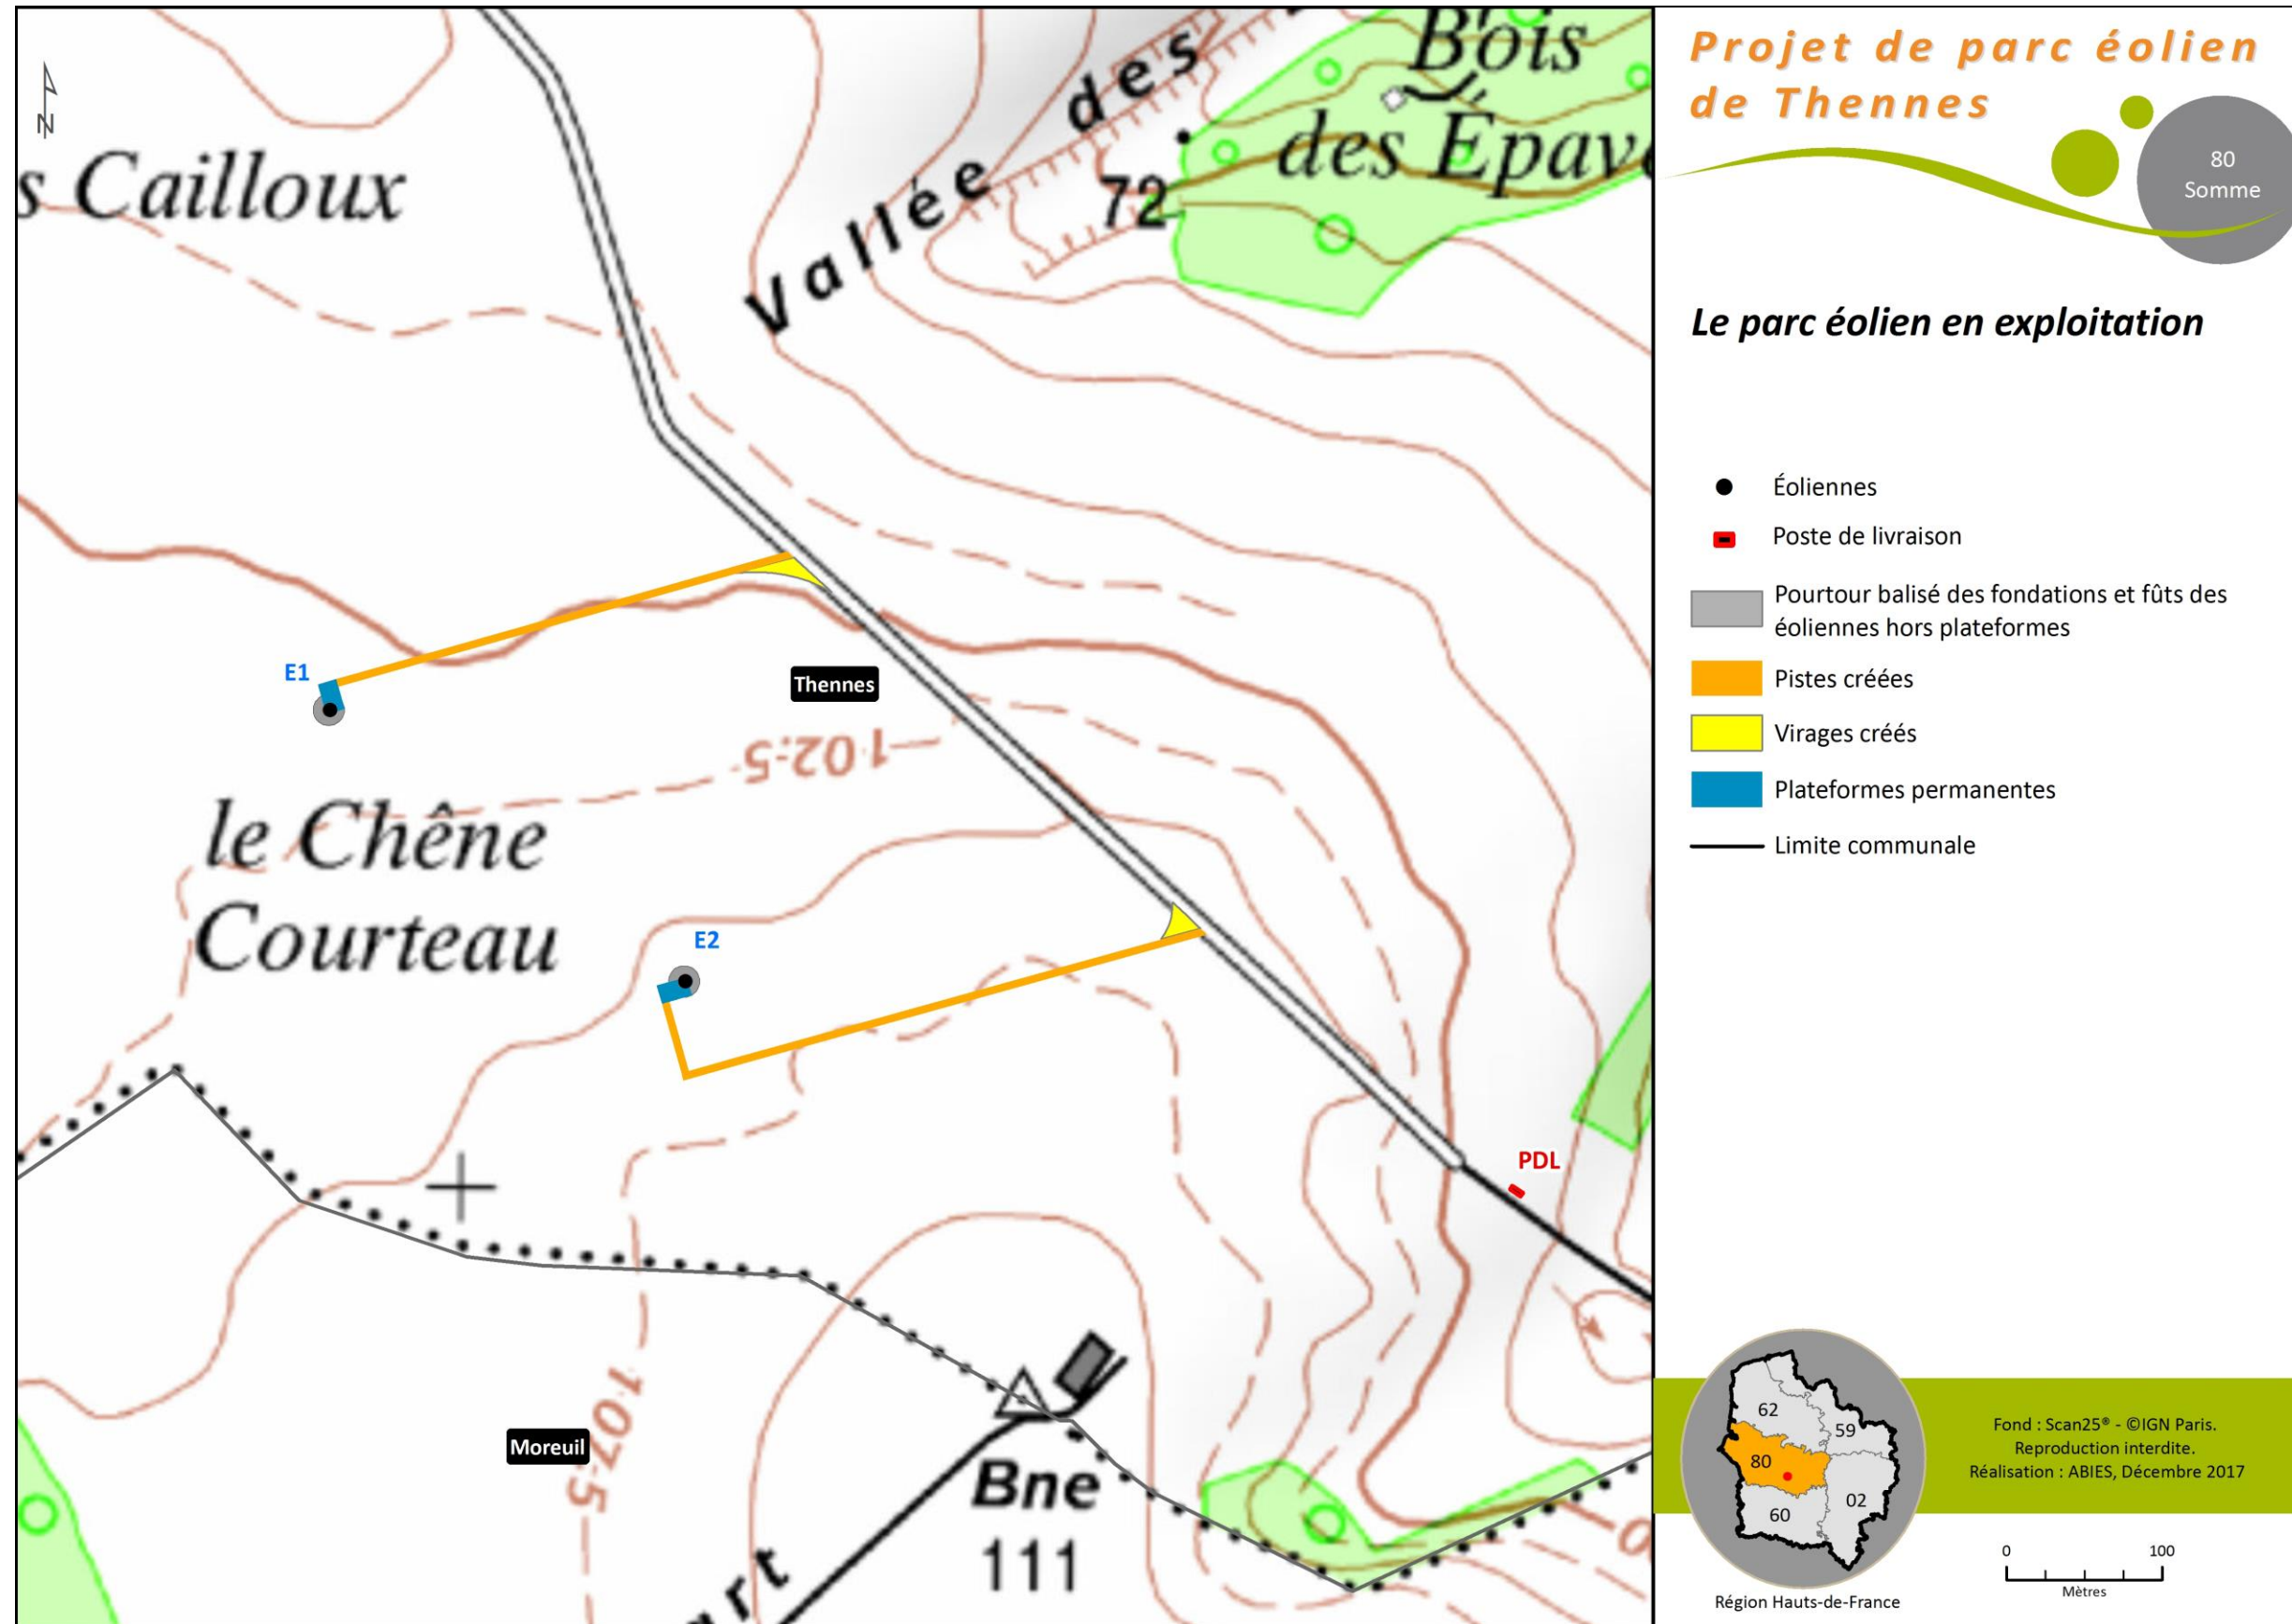 s Cailloux
Vallée des
Bois
des Épave
72
N
E1
Thennes
102.5
le Chêne
Courteau
E2
PDL
Moreuil
107.5
Bne
111
art
Projet de parc éolien
de Thennes
80
Somme
Le parc éolien en exploitation
Éoliennes
Poste de livraison
Pourtour balisé des fondations et fûts des
éoliennes hors plateformes
Pistes créées
Virages créés
Plateformes permanentes
Limite communale
62
59
80
02
60
Région Hauts-de-France
Fond : Scan25® - ©IGN Paris.
Reproduction interdite.
Réalisation : ABIES, Décembre 2017
0 100
Mètres